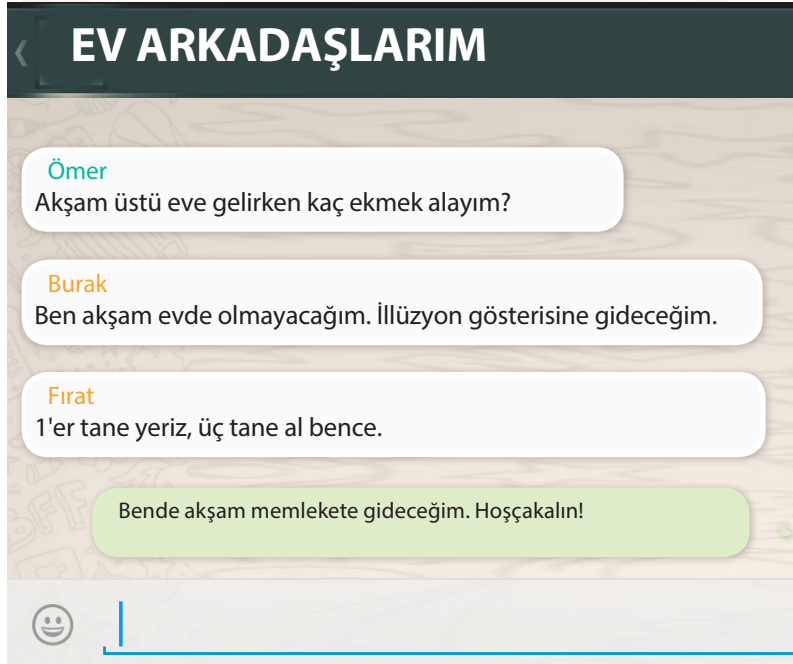 EV ARKADAŞLARIM
Ömer
Akşam üstü eve gelirken kaç ekmek alayım?
Burak
Ben akşam evde olmayacağım. İllüzyon gösterisine gideceğim.
Fırat
1'er tane yeriz, üç tane al bence.
Bende akşam memlekete gideceğim. Hoşçakalın!